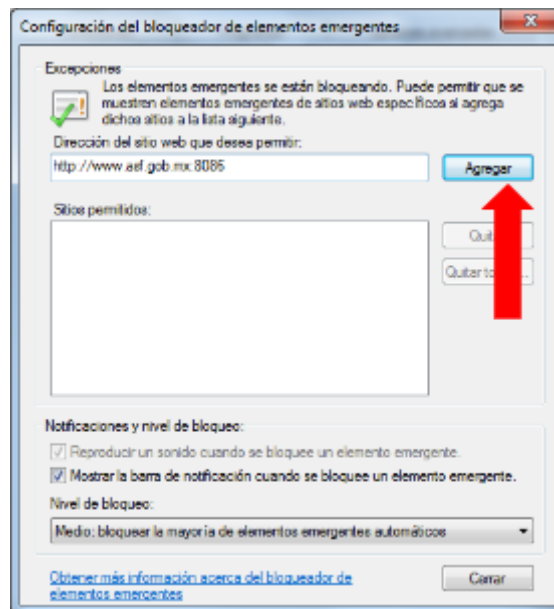 Configuración del bloqueador de elementos emergentes
Excepciones
Los elementos emergentes se están bloqueando. Puede permitir que se
muestren elementos emergentes de sitios web específicos si agrega
dichos sitios a la lista siguiente.
Dirección del sitio web que desea permitir:
http://www.asf.gob.mx:8086
Agregar
Sitios permitidos:
Notificaciones y nivel de bloqueo:
Reproducir un sonido cuando se bloquee un elemento emergente.
Mostrar la barra de notificación cuando se bloquee un elemento emergente.
Nivel de bloqueo:
Medio: bloquear la mayoría de elementos emergentes automáticos
Obtener más información acerca del bloqueador de
elementos emergentes
Cerrar